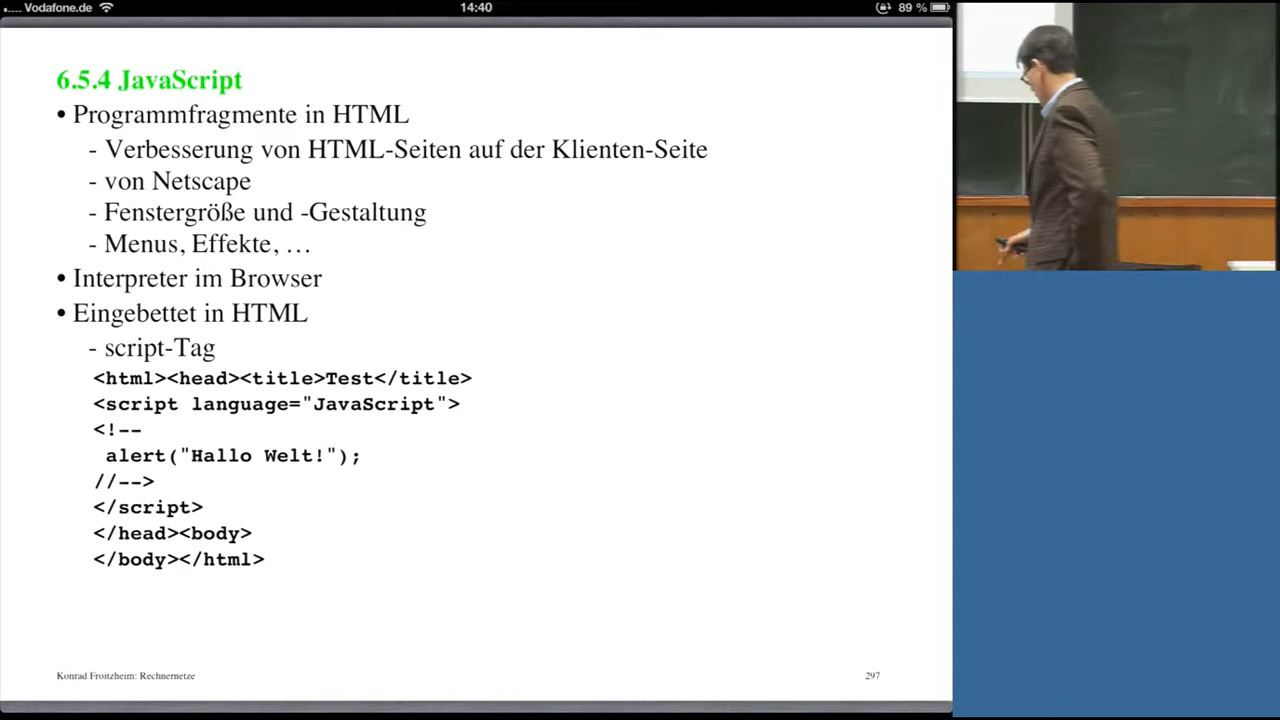 ..... Vodafone.de 14:40 89 %
6.5.4 JavaScript
• Programmfragmente in HTML
- Verbesserung von HTML-Seiten auf der Klienten-Seite
- von Netscape
- Fenstergröße und -Gestaltung
- Menus, Effekte, …
• Interpreter im Browser
• Eingebettet in HTML
- script-Tag
<html><head><title>Test</title>
<script language="JavaScript">
<!--
alert("Hallo Welt!");
//-->
</script>
</head><body>
</body></html>
Konrad Froitzheim: Rechnernetze 297